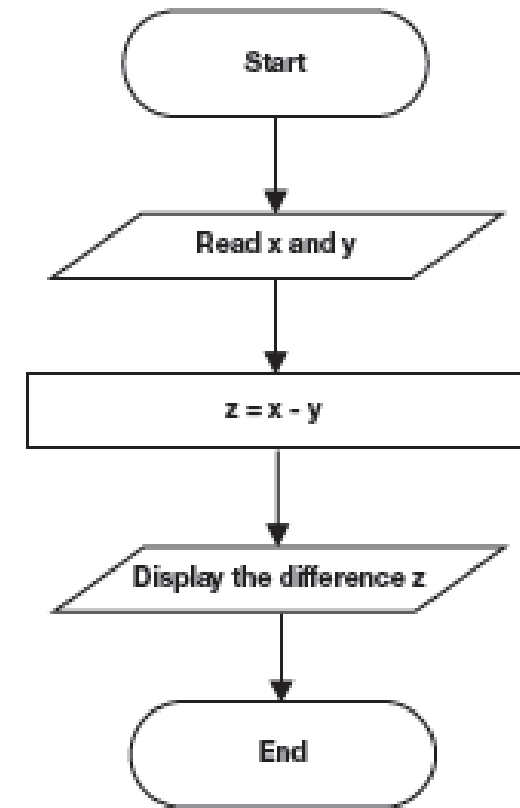 Start
Read x and y
z = x - y
Display the difference z
End